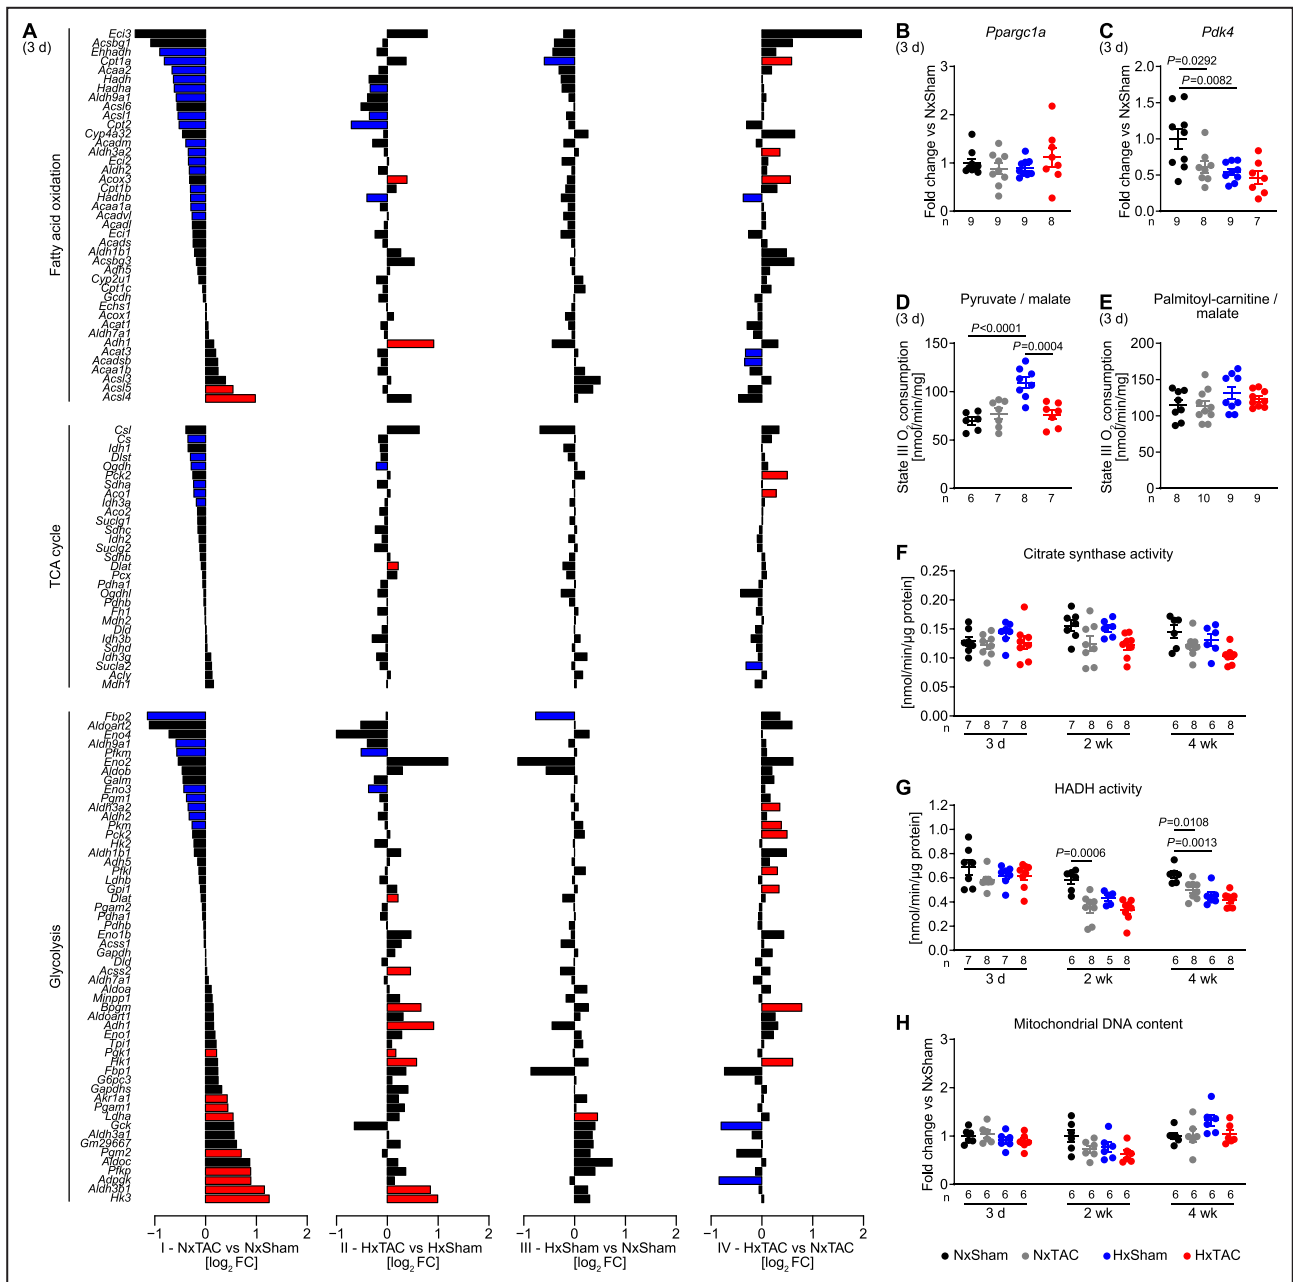 A
(3 d)
Fatty acid oxidation
Eci3
Acsbg1
Ehhadh
Cpt1a
Acaa2
Hadh
Hadha
Aldh9a1
Acsl6
Acsl1
Cpt2
Cyp4a32
Acadm
Aldh3a2
Eci2
Aldh2
Acox3
Cpt1b
Hadhb
Acaa1a
Acadvl
Acadl
Eci1
Acads
Aldh1b1
Acsbg3
Adh5
Cyp2u1
Cpt1c
Gcdh
Echs1
Acox1
Acat1
Aldh7a1
Adh1
Acat3
Acadsb
Acaa1b
Acsl3
Acsl5
Acsl4
TCA cycle
Csl
Cs
Idh1
Dlst
Ogdh
Pck2
Sdha
Aco1
Idh3a
Aco2
Suclg1
Sdhc
Idh2
Suclg2
Sdhb
Dlat
Pcx
Pdha1
Ogdhl
Pdhb
Fh1
Mdh2
Dld
Idh3b
Sdhd
Idh3g
Sucla2
Acly
Mdh1
Glycolysis
Fbp2
Aldoart2
Eno4
Aldh9a1
Pfkm
Eno2
Aldob
Galm
Eno3
Pgm1
Aldh3a2
Aldh2
Pkm
Pck2
Hk2
Aldh1b1
Adh5
Pfkl
Ldhb
Gpi1
Dlat
Pgam2
Pdha1
Pdhb
Eno1b
Acss1
Gapdh
Dld
Acss2
Aldh7a1
Aldoa
Minpp1
Bpgm
Aldoart1
Adh1
Eno1
Tpi1
Pgk1
Hk1
Fbp1
G6pc3
Gapdhs
Akr1a1
Pgam1
Ldha
Gck
Aldh3a1
Gm29667
Pgm2
Aldoc
Pfkp
Adpgk
Aldh3b1
Hk3
−1 0 1 2
I - NxTAC vs NxSham
[log2 FC]
−1 0 1 2
II - HxTAC vs HxSham
[log2 FC]
−1 0 1 2
III - HxSham vs NxSham
[log2 FC]
−1 0 1 2
IV - HxTAC vs NxTAC
[log2 FC]
B
(3 d)
Ppargc1a
Fold change vs NxSham
3
2
1
0
n 9 9 9 8
C
(3 d)
Pdk4
P=0.0292
P=0.0082
Fold change vs NxSham
2.0
1.5
1.0
0.5
0.0
n 9 8 9 7
D
(3 d)
Pyruvate / malate
P<0.0001
P=0.0004
State III O2 consumption
[nmol/min/mg]
150
100
50
0
n 6 7 8 7
E
(3 d)
Palmitoyl-carnitine /
malate
State III O2 consumption
[nmol/min/mg]
200
150
100
50
0
n 8 10 9 9
F
Citrate synthase activity
[nmol/min/µg protein]
0.25
0.20
0.15
0.10
0.05
0.00
n 7 8 7 8 7 8 6 8 6 8 6 8
3 d 2 wk 4 wk
G
HADH activity
P=0.0006
P=0.0108
P=0.0013
[nmol/min/µg protein]
1.2
1.0
0.8
0.6
0.4
0.2
0.0
n 7 8 7 8 6 8 5 8 6 8 6 8
3 d 2 wk 4 wk
H
Mitochondrial DNA content
Fold change vs NxSham
3
2
1
0
n 6 6 6 6 6 6 6 6 6 6 6 6
3 d 2 wk 4 wk
NxSham NxTAC HxSham HxTAC